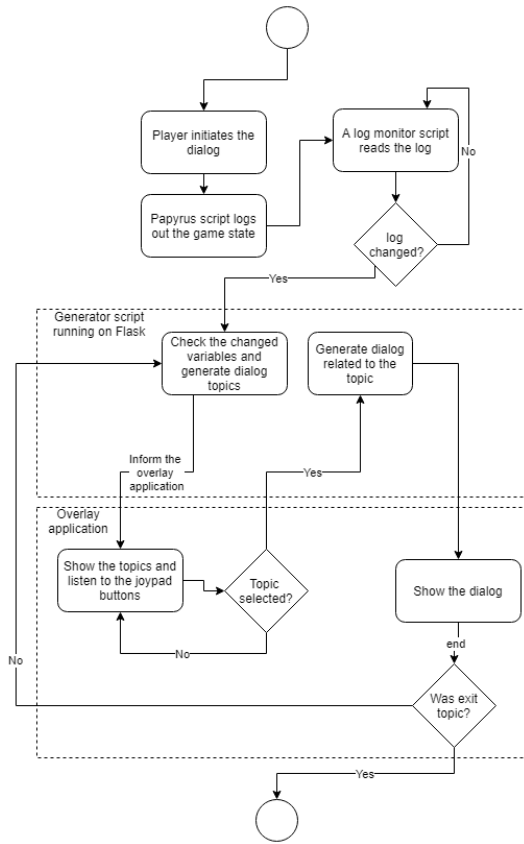 Player initiates the
dialog
A log monitor script
reads the log
No
Papyrus script logs
out the game state
log
changed?
Yes
Generator script
running on Flask
Check the changed
variables and
generate dialog
topics
Generate dialog
related to the
topic
Inform the
overlay
application
Yes
Overlay
application
Show the topics and
listen to the joypad
buttons
Topic
selected?
Show the dialog
No
end
No
Was exit
topic?
Yes